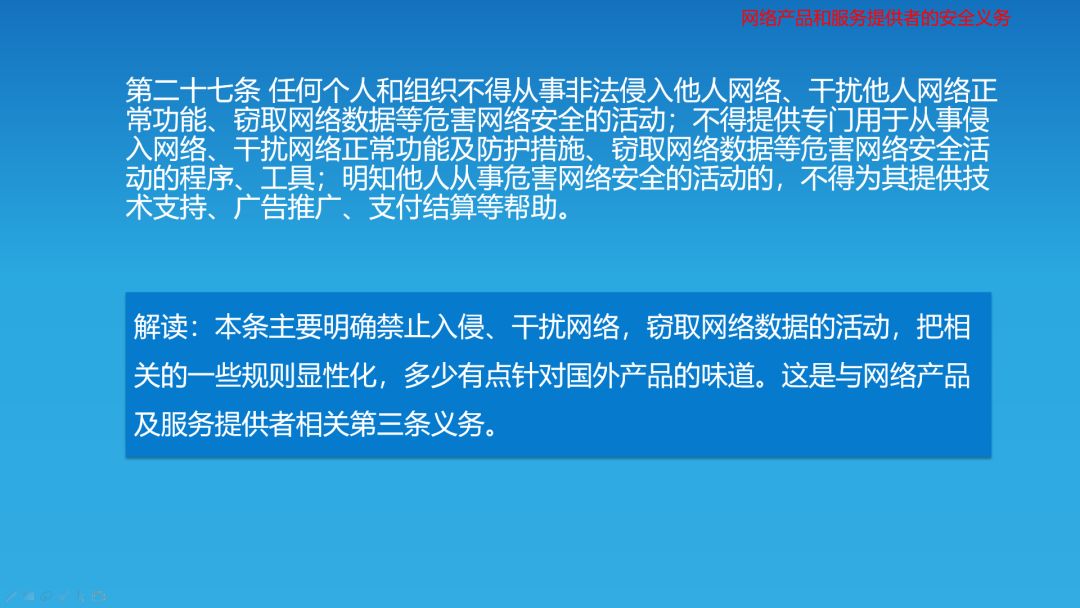 网络产品和服务提供者的安全义务
第二十七条 任何个人和组织不得从事非法侵入他人网络、干扰他人网络正
常功能、窃取网络数据等危害网络安全的活动；不得提供专门用于从事侵
入网络、干扰网络正常功能及防护措施、窃取网络数据等危害网络安全活
动的程序、工具；明知他人从事危害网络安全的活动的，不得为其提供技
术支持、广告推广、支付结算等帮助。
解读：本条主要明确禁止入侵、干扰网络，窃取网络数据的活动，把相
关的一些规则显性化，多少有点针对国外产品的味道。这是与网络产品
及服务提供者相关第三条义务。